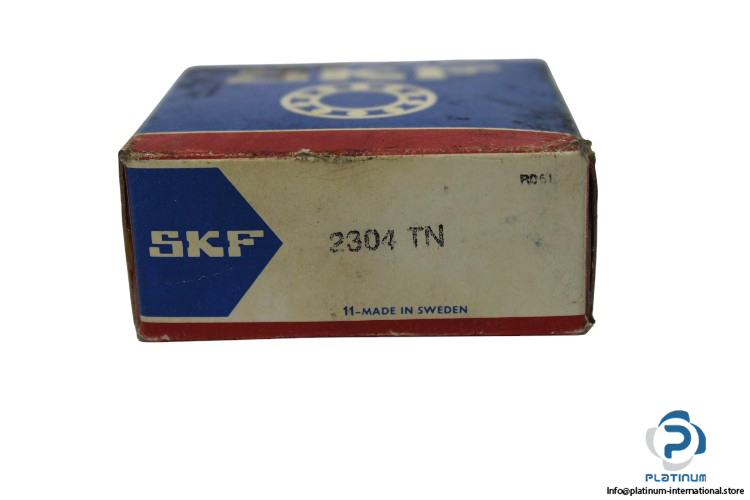 SKF
R061
SKF
2304 TN
11-MADE IN SWEDEN
PLATINUM
Info@platinum-international.store